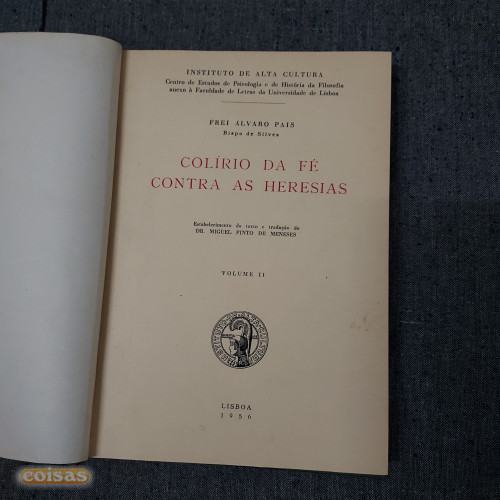 INSTITUTO DE ALTA CULTURA
Centro de Estudos de Psicologia e de História da Filosofia
anexo à Faculdade de Letras da Universidade de Lisboa
FREI ÁLVARO PAIS
Bispo de Silves
COLÍRIO DA FÉ
CONTRA AS HERESIAS
Estabelecimento do texto e tradução do
DR. MIGUEL PINTO DE MENESES
VOLUME II
LISBOA
1956
coisas